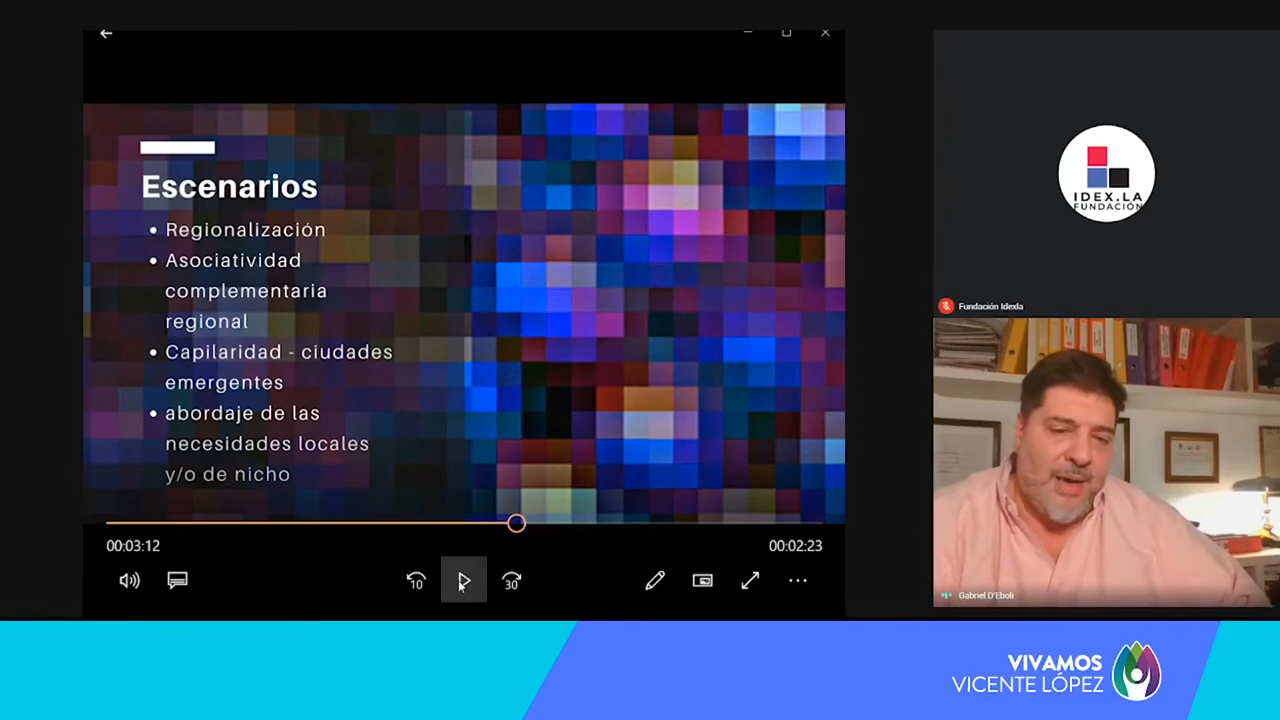 Escenarios
• Regionalización
• Asociatividad
complementaria
regional
• Capilaridad - ciudades
emergentes
• abordaje de las
necesidades locales
y/o de nicho
00:03:12
00:02:23
10
30
IDEX.LA
FUNDACIÓN
Fundación Idexla
Gabriel D'Eboli
VIVAMOS
VICENTE LÓPEZ